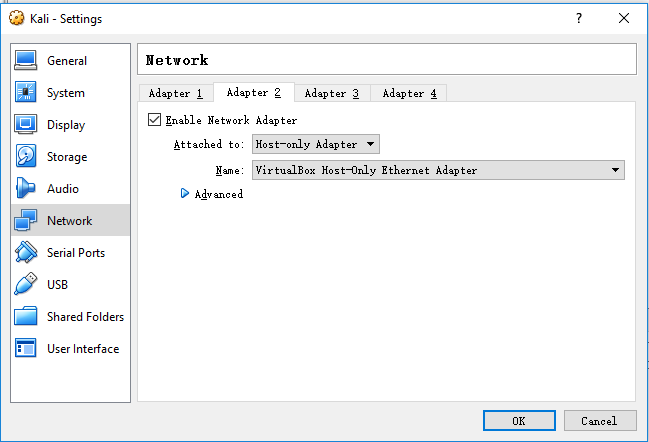 Kali - Settings
General
System
Display
Storage
Audio
Network
Serial Ports
USB
Shared Folders
User Interface
Network
Adapter 1 Adapter 2 Adapter 3 Adapter 4
Enable Network Adapter
Attached to: Host-only Adapter
Name: VirtualBox Host-Only Ethernet Adapter
Advanced
OK Cancel